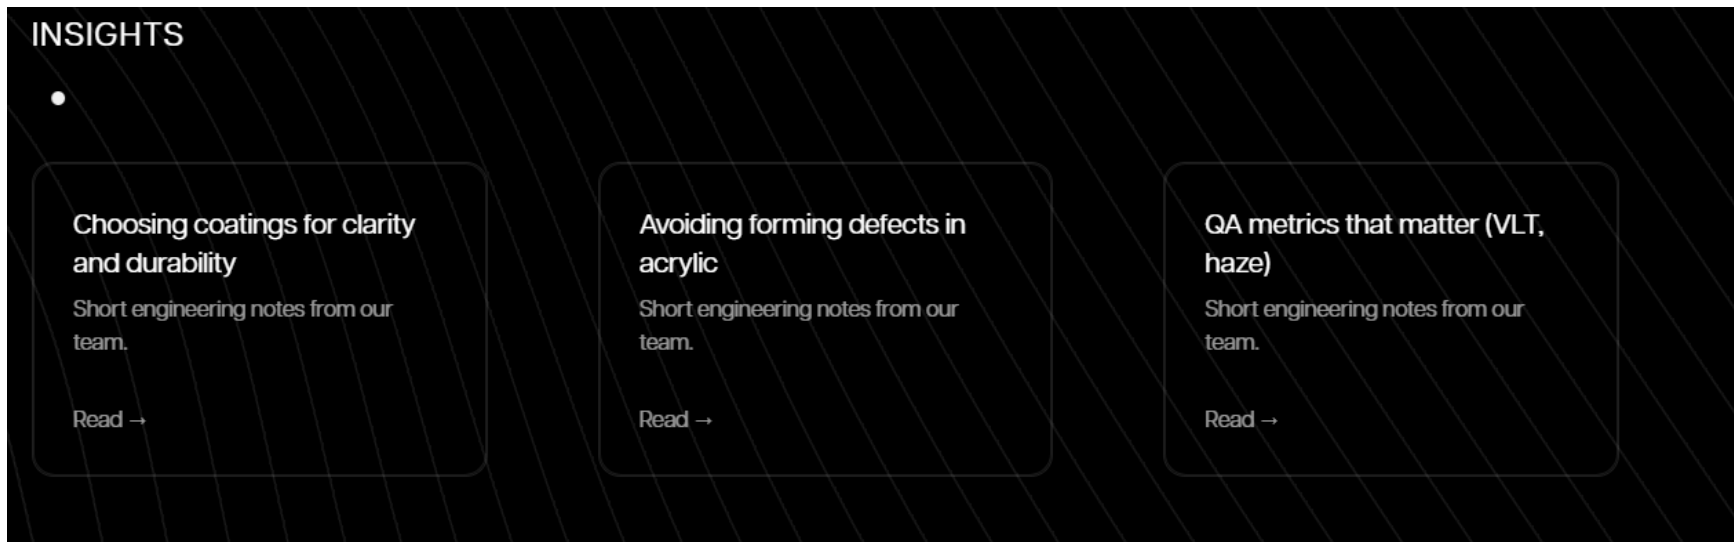 INSIGHTS
Choosing coatings for clarity
and durability
Short engineering notes from our
team.
Read →
Avoiding forming defects in
acrylic
Short engineering notes from our
team.
Read →
QA metrics that matter (VLT,
haze)
Short engineering notes from our
team.
Read →